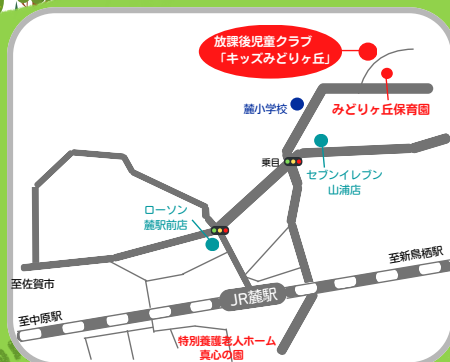 放課後児童クラブ
「キッズみどりヶ丘」
麓小学校
みどりヶ丘保育園
乗目
セブンイレブン
山浦店
ローソン
麓駅前店
至新鳥栖駅
至佐賀市
JR麓駅
至中原駅
特別養護老人ホーム
真心の園